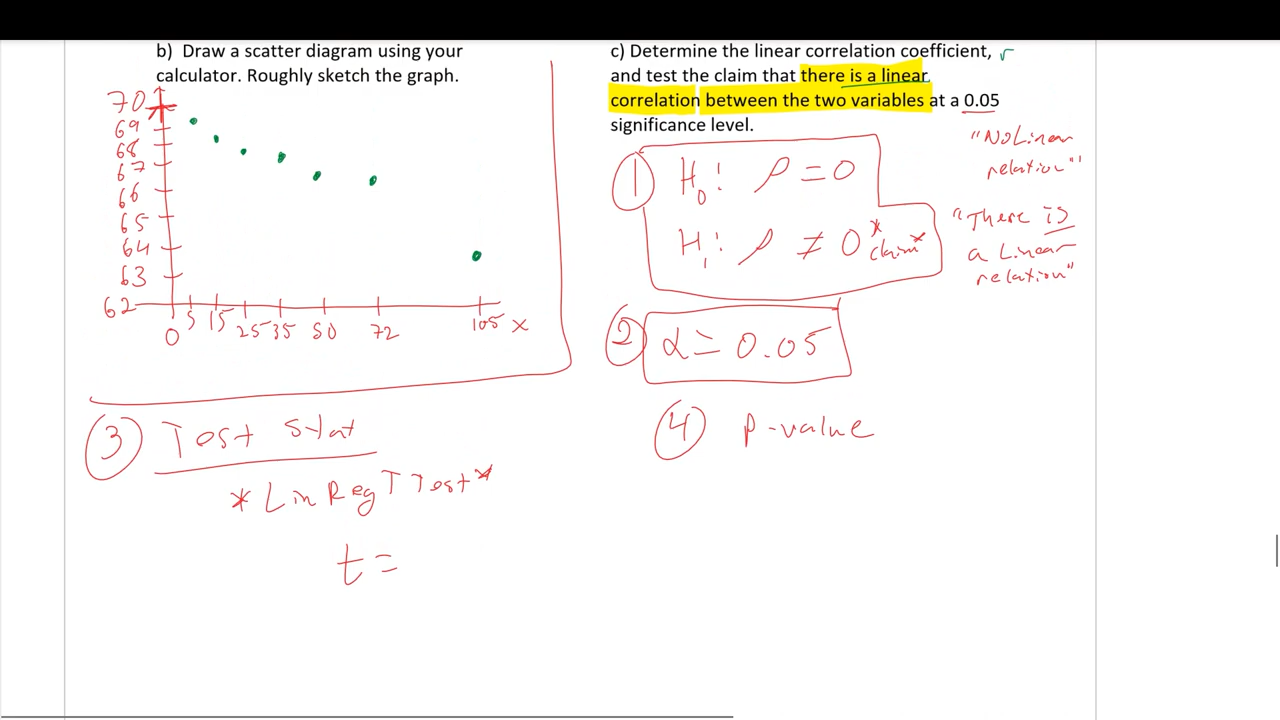 b) Draw a scatter diagram using your
calculator. Roughly sketch the graph.
70
69
68
67
66
65
64
63
62
0 5 15 25 35 50 72 105 x
c) Determine the linear correlation coefficient, r
and test the claim that there is a linear
correlation between the two variables at a 0.05
significance level.
"No Linear
relation"
1 H0: ρ = 0
H1: ρ ≠ 0 *claim*
"There is
a Linear
relation"
2 α = 0.05
3 Test Stat
*LinRegTTest*
t =
4 P-value